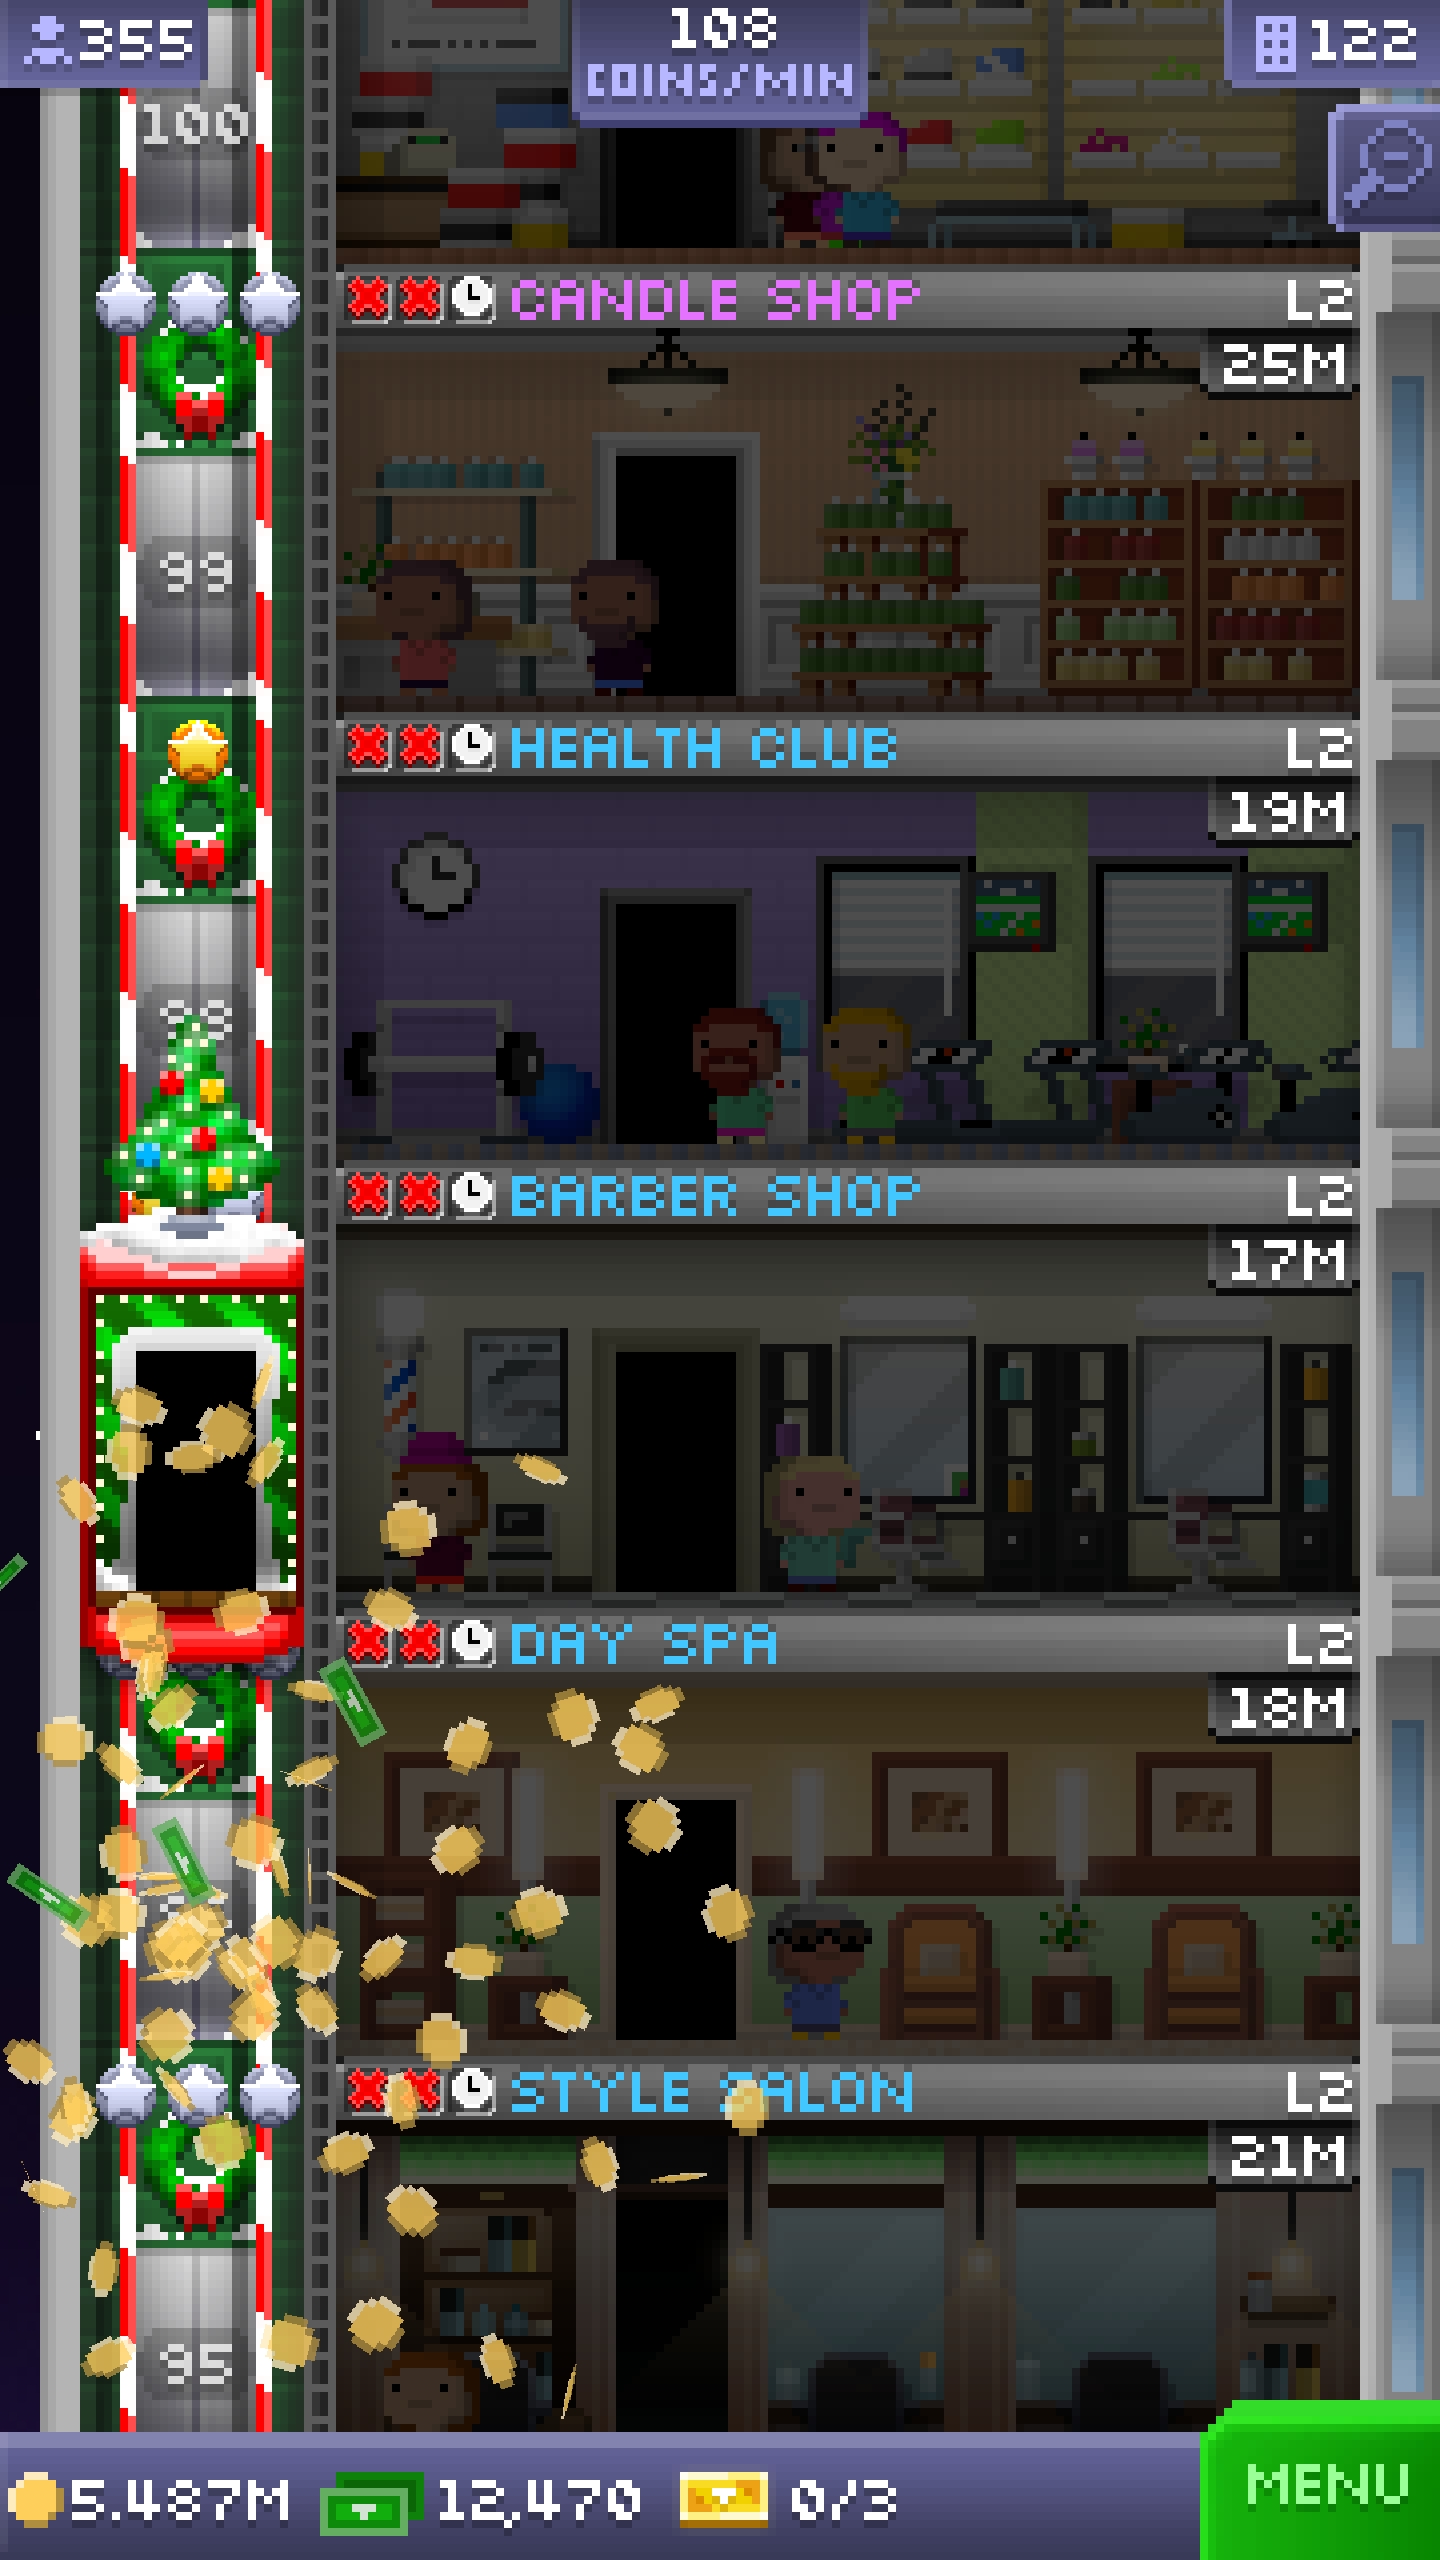 355
108
COINS/MIN
122
100
CANDLE SHOP L2
25M
99
HEALTH CLUB L2
19M
98
BARBER SHOP L2
17M
DAY SPA L2
18M
STYLE SALON L2
21M
95
5.487M 12,470 0/3
MENU